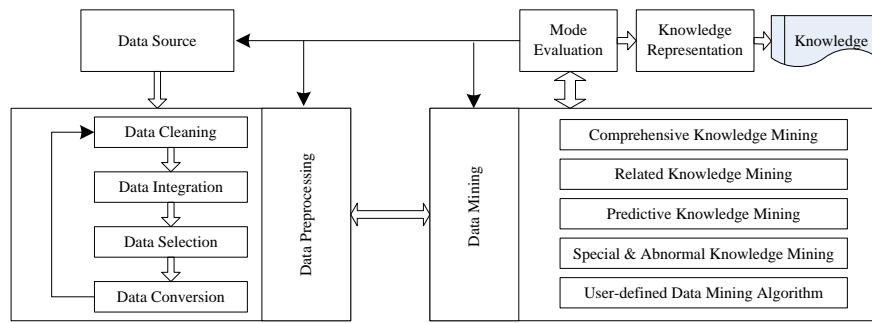 Data Source
Mode
Evaluation
Knowledge
Representation
Knowledge
Data Cleaning
Data Integration
Data Selection
Data Conversion
Data Preprocessing
Data Mining
Comprehensive Knowledge Mining
Related Knowledge Mining
Predictive Knowledge Mining
Special & Abnormal Knowledge Mining
User-defined Data Mining Algorithm